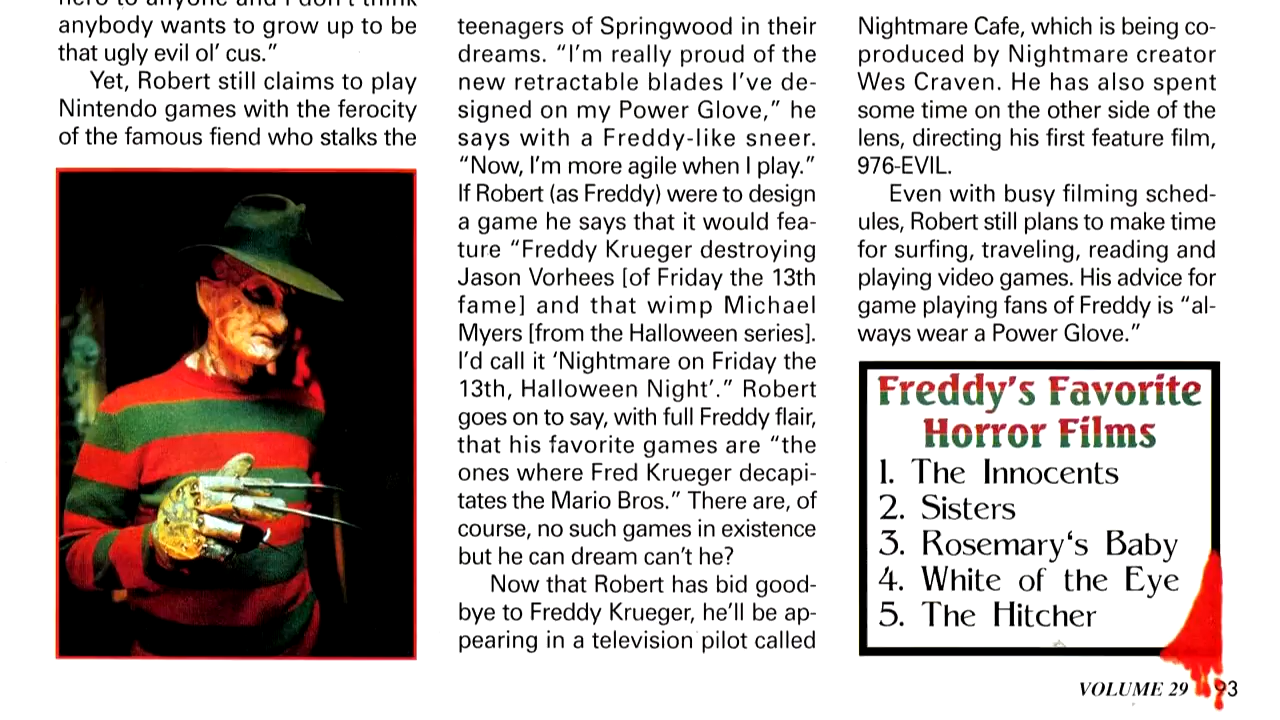 hero to anyone and I don't think
anybody wants to grow up to be
that ugly evil ol' cus.”
Yet, Robert still claims to play
Nintendo games with the ferocity
of the famous fiend who stalks the
teenagers of Springwood in their
dreams. “I'm really proud of the
new retractable blades I've de-
signed on my Power Glove,” he
says with a Freddy-like sneer.
“Now, I'm more agile when I play.”
If Robert (as Freddy) were to design
a game he says that it would fea-
ture “Freddy Krueger destroying
Jason Vorhees [of Friday the 13th
fame] and that wimp Michael
Myers [from the Halloween series].
I'd call it ‘Nightmare on Friday the
13th, Halloween Night’.” Robert
goes on to say, with full Freddy flair,
that his favorite games are “the
ones where Fred Krueger decapi-
tates the Mario Bros.” There are, of
course, no such games in existence
but he can dream can't he?
Now that Robert has bid good-
bye to Freddy Krueger, he'll be ap-
pearing in a television pilot called
Nightmare Cafe, which is being co-
produced by Nightmare creator
Wes Craven. He has also spent
some time on the other side of the
lens, directing his first feature film,
976-EVIL.
Even with busy filming sched-
ules, Robert still plans to make time
for surfing, traveling, reading and
playing video games. His advice for
game playing fans of Freddy is “al-
ways wear a Power Glove.”
Freddy's Favorite
Horror Films
1. The Innocents
2. Sisters
3. Rosemary‘s Baby
4. White of the Eye
5. The Hitcher
VOLUME 29 93